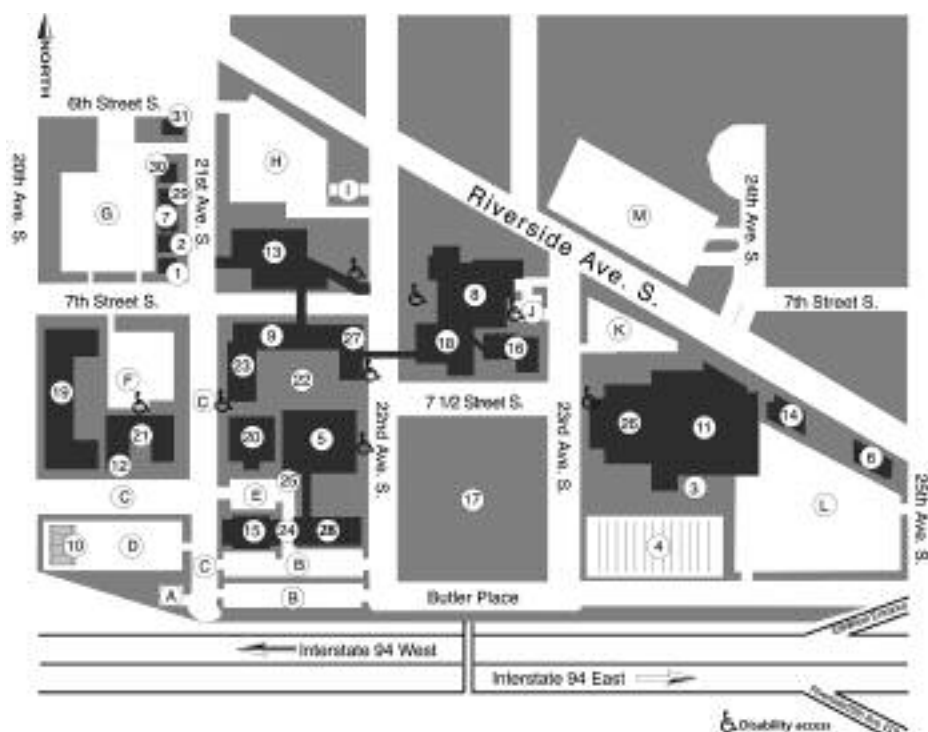 NORTH
6th Street S.
31
20th Ave. S.
21st Ave. S
30
29
G
7
2
1
H
I
Riverside Ave. S.
M
24th Ave. S.
13
7th Street S.
8
J
K
7th Street S.
9
27
18
16
19
F
23
22
C
7 1/2 Street S.
22nd Ave. S.
23rd Ave. S.
26
11
14
21
12
20
5
6
C
E
25
17
3
L
25th Ave. S.
10
D
C
15
24
28
4
B
A
B
Butler Place
Interstate 94 West
Interstate 94 East
Disability access